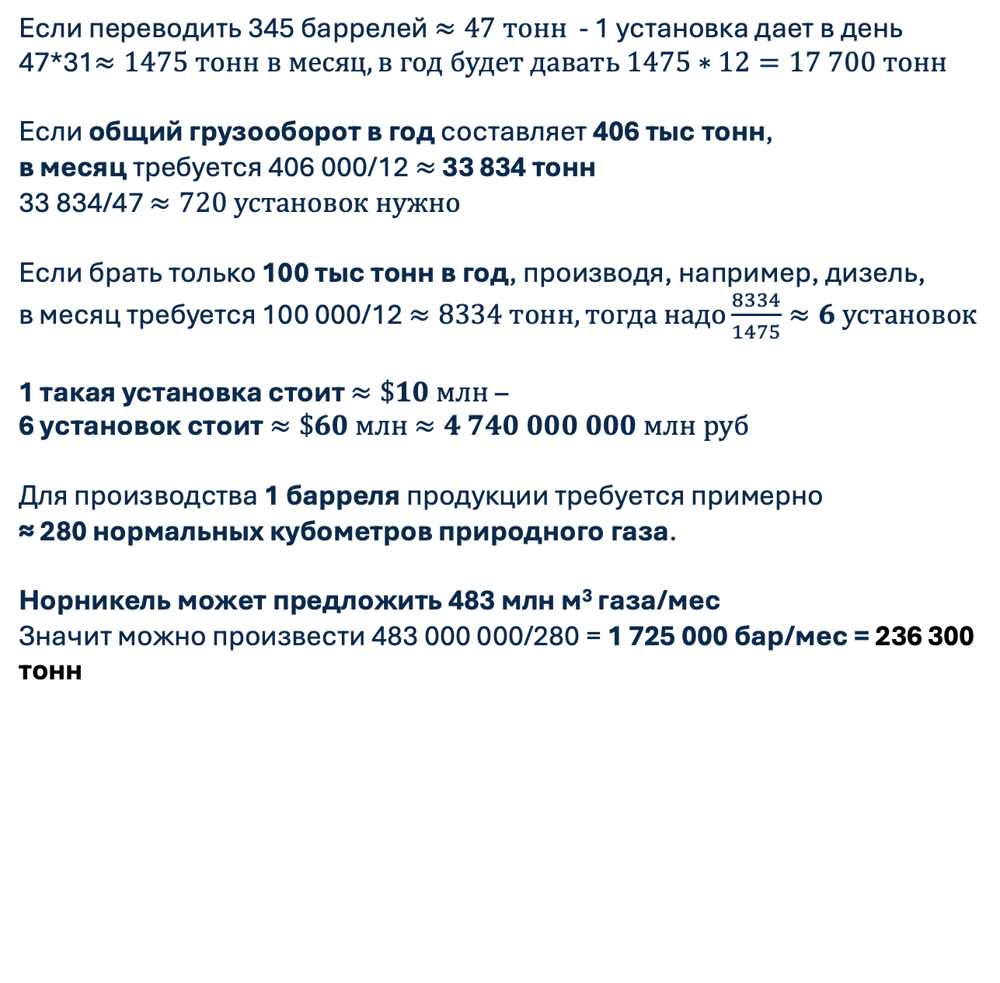 Если переводить 345 баррелей ≈ 47 тонн - 1 установка дает в день
47*31≈ 1475 тонн в месяц, в год будет давать 1475 * 12 = 17 700 тонн
Если общий грузооборот в год составляет 406 тыс тонн,
в месяц требуется 406 000/12 ≈ 33 834 тонн
33 834/47 ≈ 720 установок нужно
Если брать только 100 тыс тонн в год, производя, например, дизель,
в месяц требуется 100 000/12 ≈ 8334 тонн, тогда надо 8334/1475 ≈ 6 установок
1 такая установка стоит ≈ $10 млн –
6 установок стоит ≈ $60 млн ≈ 4 740 000 000 млн руб
Для производства 1 барреля продукции требуется примерно
≈ 280 нормальных кубометров природного газа.
Норникель может предложить 483 млн м³ газа/мес
Значит можно произвести 483 000 000/280 = 1 725 000 бар/мес = 236 300
тонн